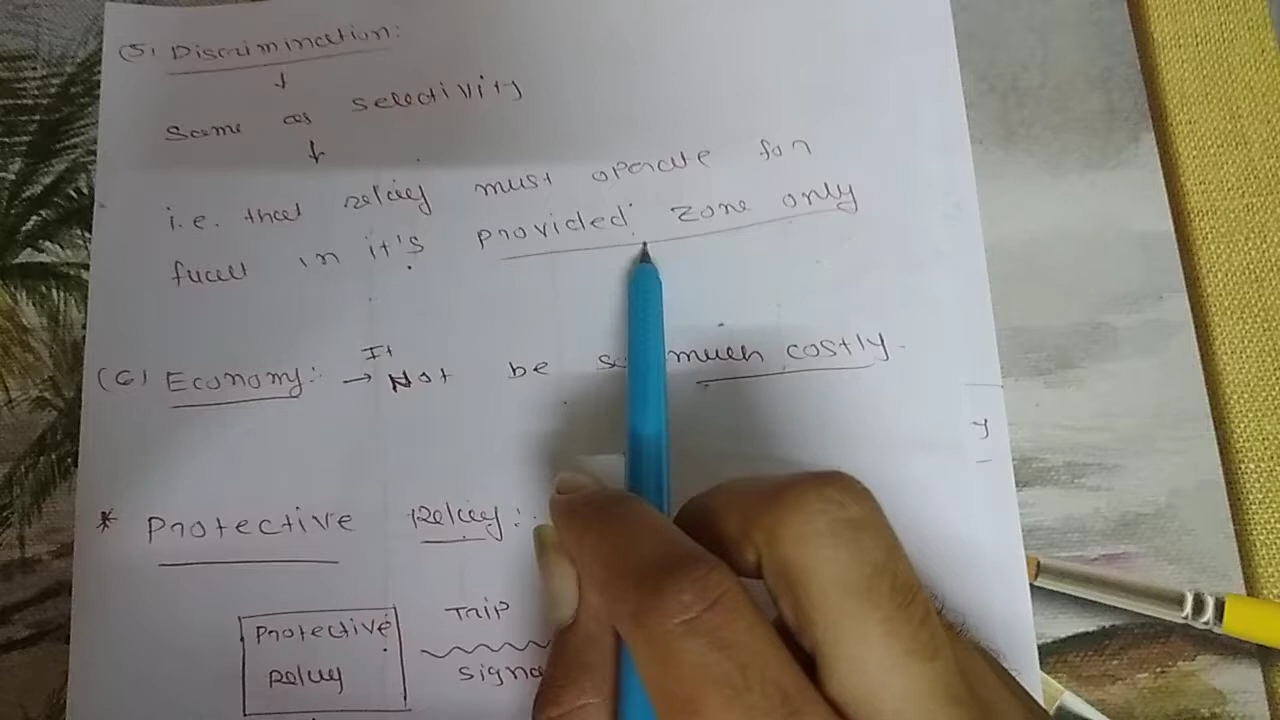 (5) Discrimination:
Same as selectivity
i.e. that relay must operate for
fault in it's provided zone only
It
(6) Economy: → Not be so much costly.
y
* Protective Relay:
Trip
Protective
relay
signa